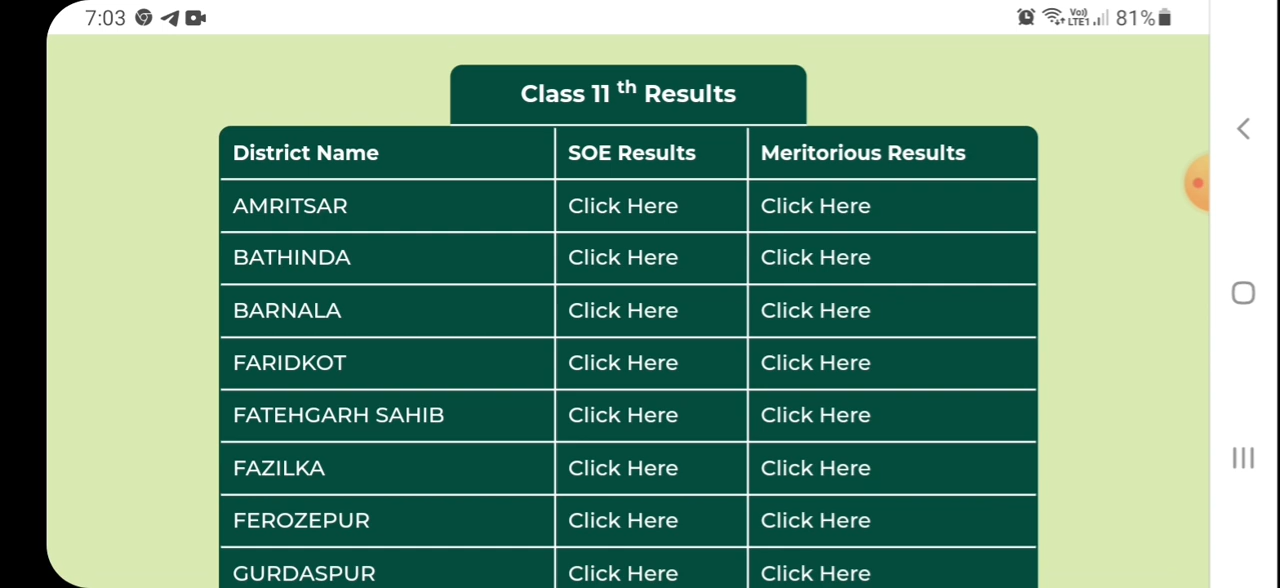 7:03 Vo) LTE1 81%
Class 11 th Results
District Name SOE Results Meritorious Results
AMRITSAR Click Here Click Here
BATHINDA Click Here Click Here
BARNALA Click Here Click Here
FARIDKOT Click Here Click Here
FATEHGARH SAHIB Click Here Click Here
FAZILKA Click Here Click Here
FEROZEPUR Click Here Click Here
GURDASPUR Click Here Click Here